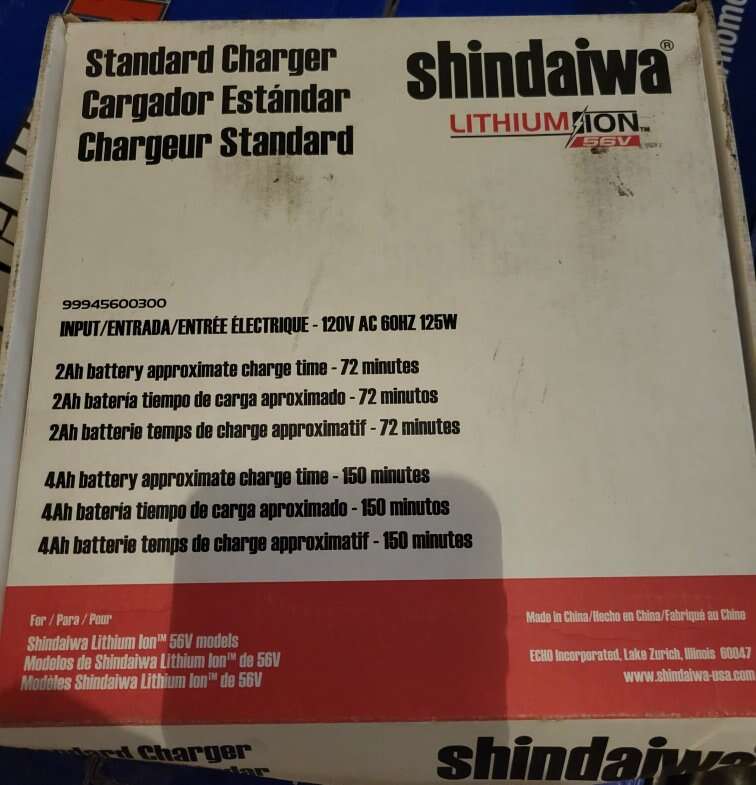 Standard Charger
Cargador Estándar
Chargeur Standard
shindaiwa®
LITHIUM ION™
56V
99945600300
INPUT/ENTRADA/ENTRÉE ÉLECTRIQUE - 120V AC 60HZ 125W
2Ah battery approximate charge time - 72 minutes
2Ah batería tiempo de carga aproximado - 72 minutos
2Ah batterie temps de charge approximatif - 72 minutes
4Ah battery approximate charge time - 150 minutes
4Ah batería tiempo de carga aproximado - 150 minutos
4Ah batterie temps de charge approximatif - 150 minutes
For / Para / Pour
Shindaiwa Lithium Ion™ 56V models
Modelos de Shindaiwa Lithium Ion™ de 56V
Modèles Shindaiwa Lithium Ion™ de 56V
Made in China/Hecho en China/Fabriqué au Chine
ECHO Incorporated, Lake Zurich, Illinois 60047
www.shindaiwa-usa.com
Standard Charger
shindaiwa